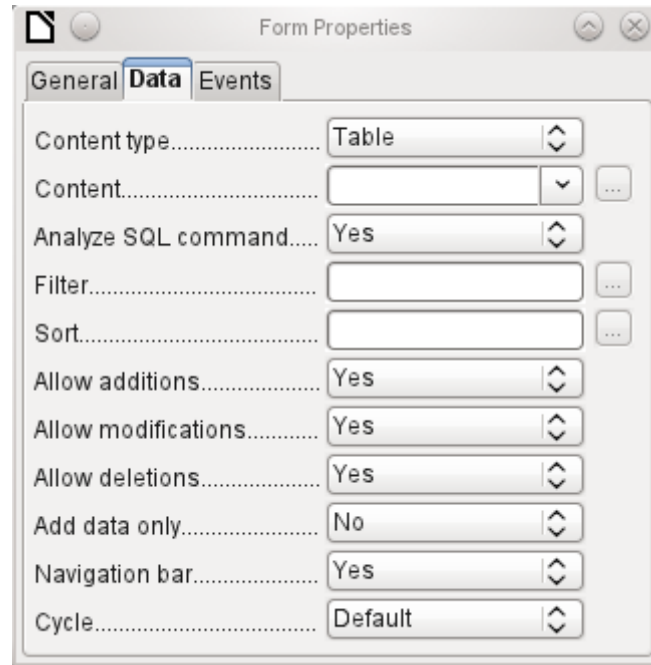 Form Properties
General Data Events
Content type........................ Table
Content.................................
Analyze SQL command..... Yes
Filter......................................
Sort........................................
Allow additions.................... Yes
Allow modifications............ Yes
Allow deletions.................... Yes
Add data only....................... No
Navigation bar..................... Yes
Cycle..................................... Default